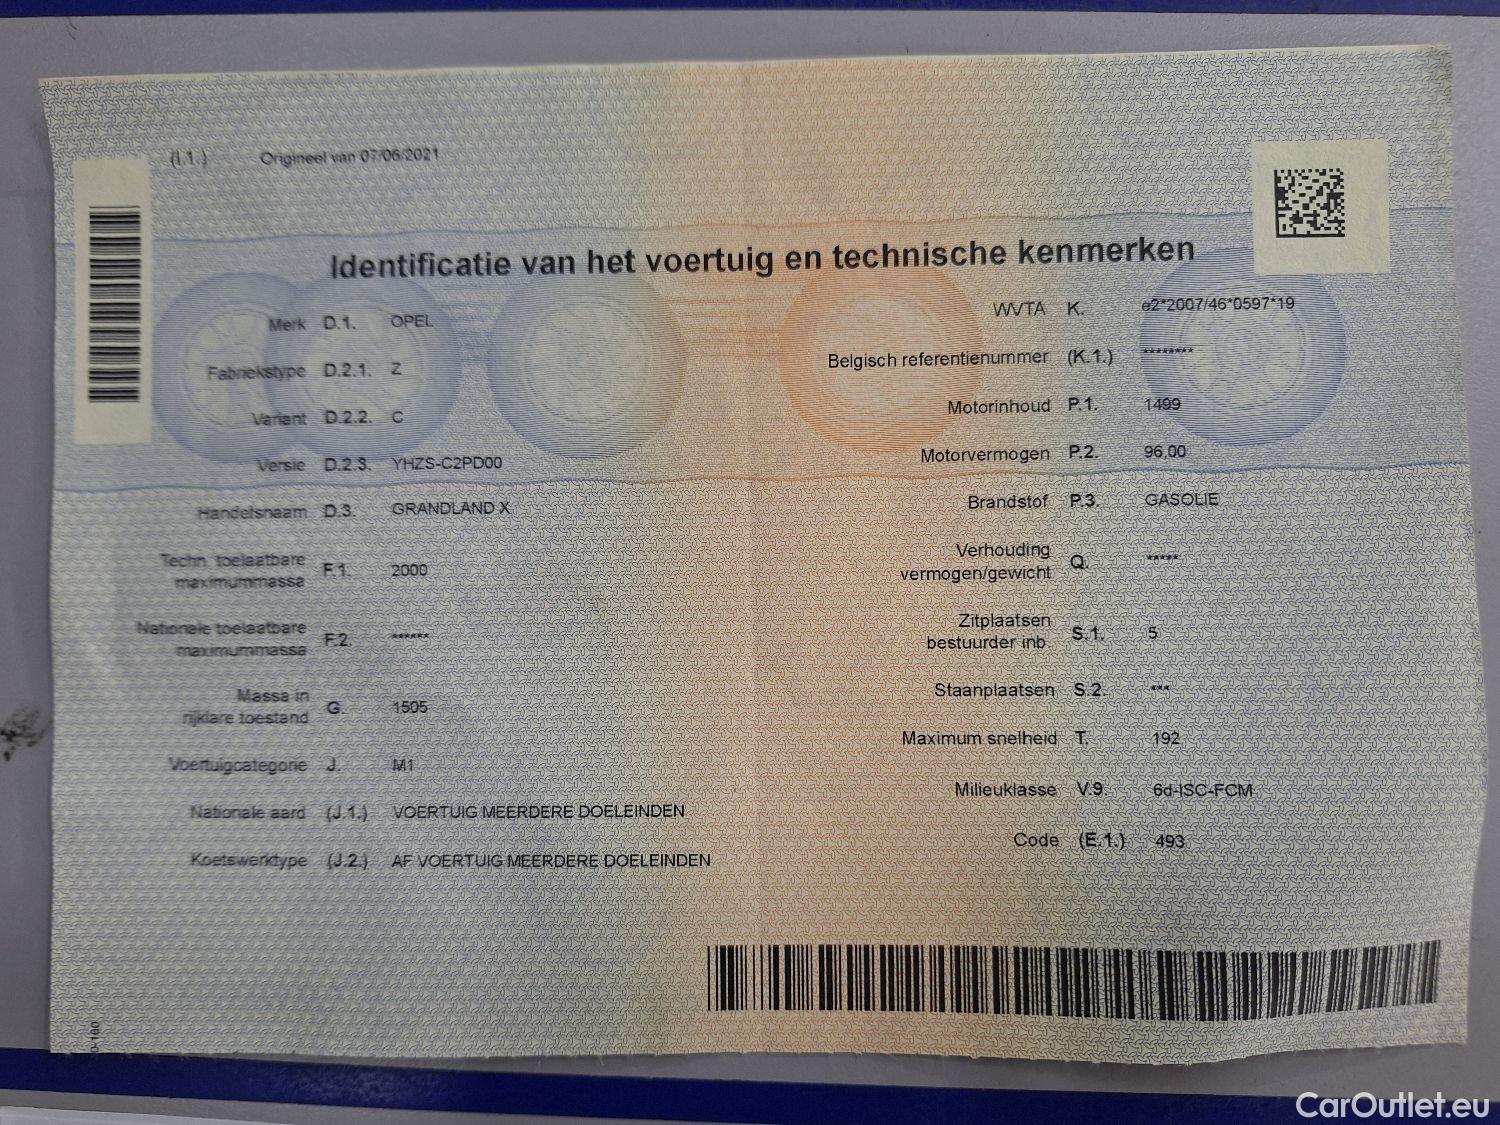 (I.1.) Origineel van 07/06/2021
Identificatie van het voertuig en technische kenmerken
Merk D.1. OPEL
Fabriekstype D.2.1. Z
Variant D.2.2. C
Versie D.2.3. YHZS-C2PD00
Handelsnaam D.3. GRANDLAND X
Techn. toelaatbare
maximummassa F.1. 2000
Nationale toelaatbare
maximummassa F.2. ******
Massa in
rijklare toestand G. 1505
Voertuigcategorie J. M1
Nationale aard (J.1.) VOERTUIG MEERDERE DOELEINDEN
Koetswerktype (J.2.) AF VOERTUIG MEERDERE DOELEINDEN
WVTA K. e2*2007/46*0597*19
Belgisch referentienummer (K.1.) ********
Motorinhoud P.1. 1499
Motorvermogen P.2. 96,00
Brandstof P.3. GASOLIE
Verhouding
vermogen/gewicht Q. *****
Zitplaatsen
bestuurder inb. S.1. 5
Staanplaatsen S.2. ***
Maximum snelheid T. 192
Milieuklasse V.9. 6d-ISC-FCM
Code (E.1.) 493
CarOutlet.eu